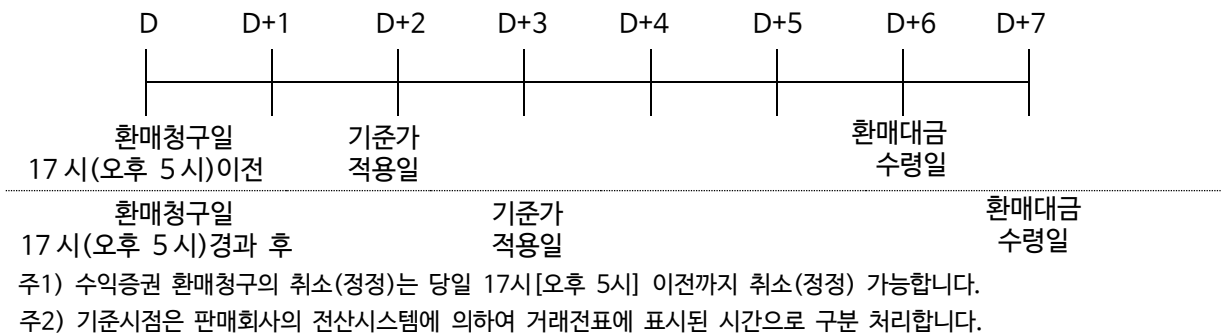 D D+1 D+2 D+3 D+4 D+5 D+6 D+7
환매청구일 기준가 환매대금
17시(오후 5시)이전 적용일 수령일
환매청구일 기준가 환매대금
17시(오후 5시)경과 후 적용일 수령일
주1) 수익증권 환매청구의 취소(정정)는 당일 17시[오후 5시] 이전까지 취소(정정) 가능합니다.
주2) 기준시점은 판매회사의 전산시스템에 의하여 거래전표에 표시된 시간으로 구분 처리합니다.